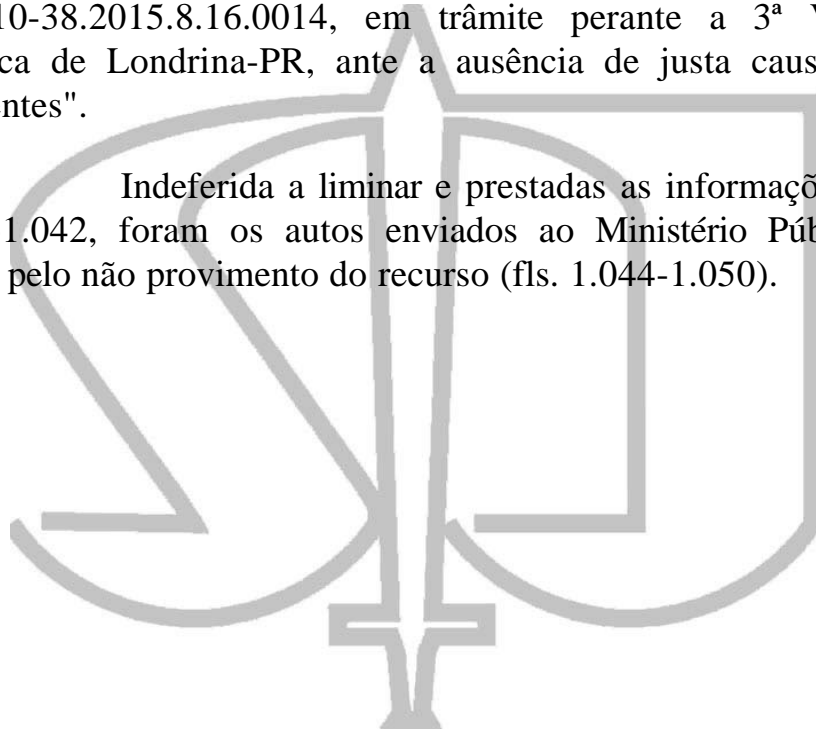 10-38.2015.8.16.0014, em trâmite perante a 3ª
ca de Londrina-PR, ante a ausência de justa caus
entes".
Indeferida a liminar e prestadas as informaçõ
1.042, foram os autos enviados ao Ministério Púb
pelo não provimento do recurso (fls. 1.044-1.050).